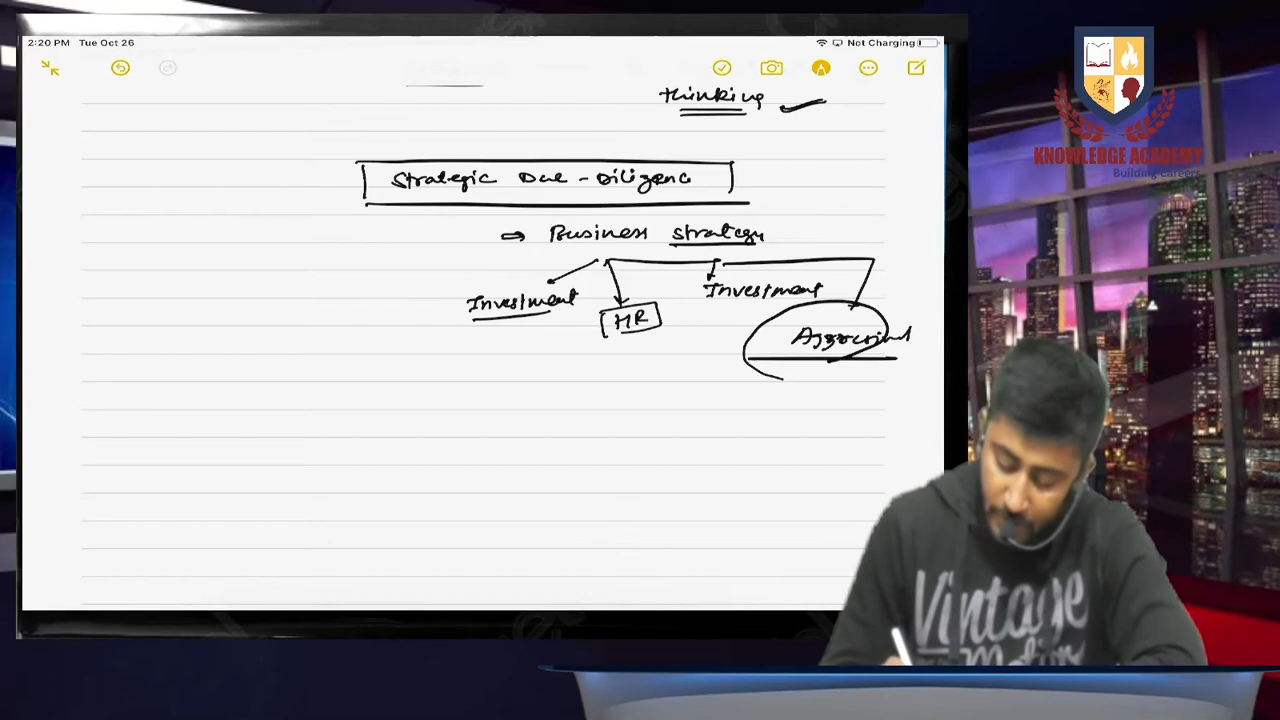 2:20 PM Tue Oct 26
Not Charging
thinking
Strategic Due - Diligence
⇒ Business strategy
Investment
Investment
HR
KNOWLEDGE ACADEMY
Building Careers
Vintage